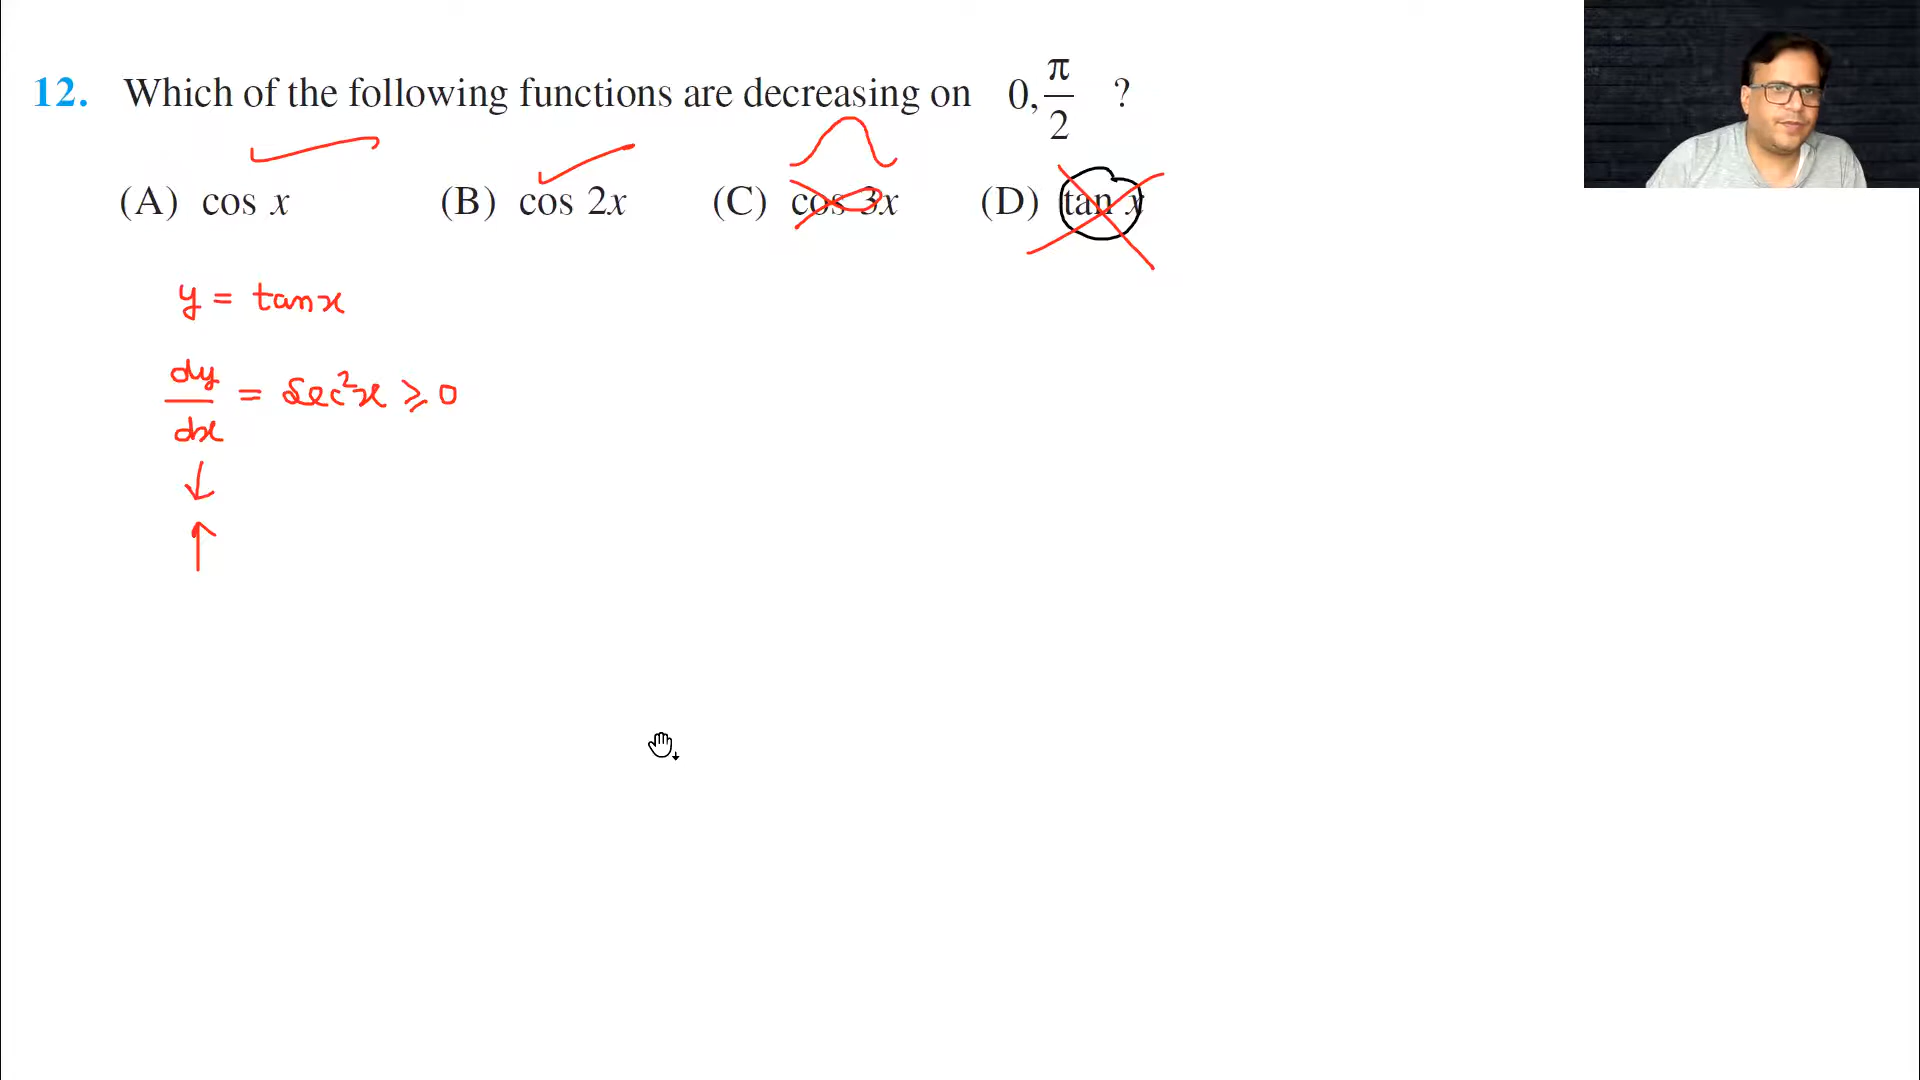 12. Which of the following functions are decreasing on 0, π/2 ?
(A) cos x (B) cos 2x (C) cos 3x (D) tan x
y = tan x
dy/dx = sec²x ≥ 0
↓
↑